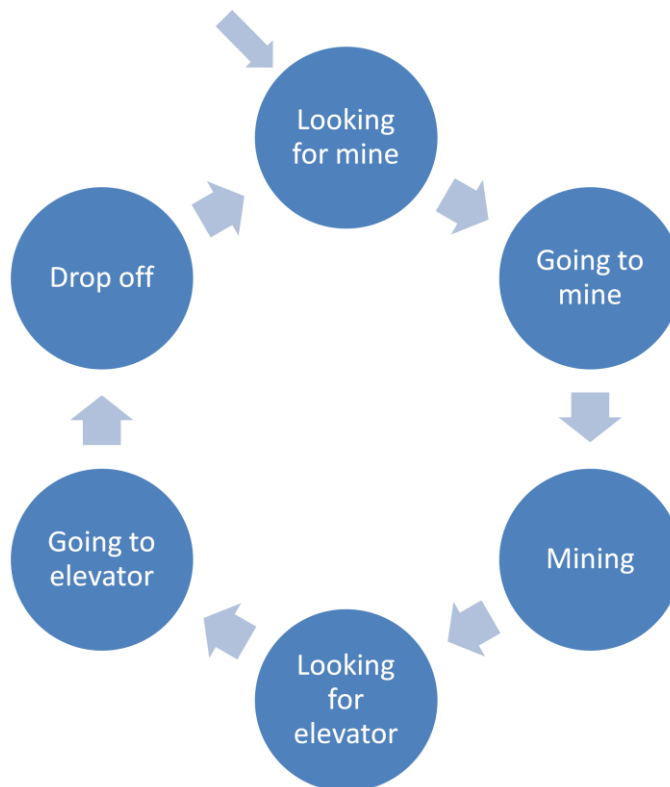 Looking
for mine
Going to
mine
Mining
Looking
for
elevator
Going to
elevator
Drop off